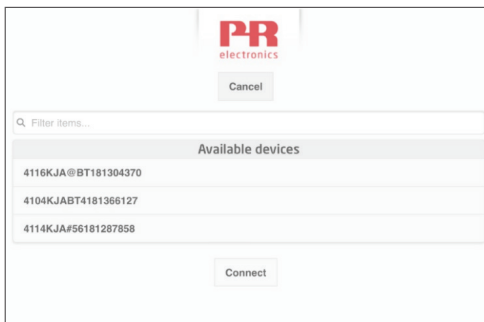 PR
electronics
Cancel
Filter items...
Available devices
4116KJA@BT181304370
4104KJABT4181366127
4114KJA#56181287858
Connect